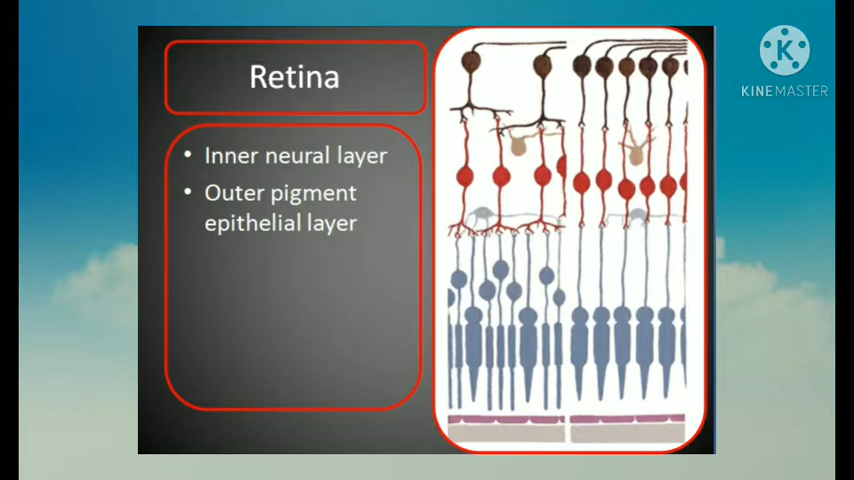 Retina
• Inner neural layer
• Outer pigment
epithelial layer
K
KINEMASTER